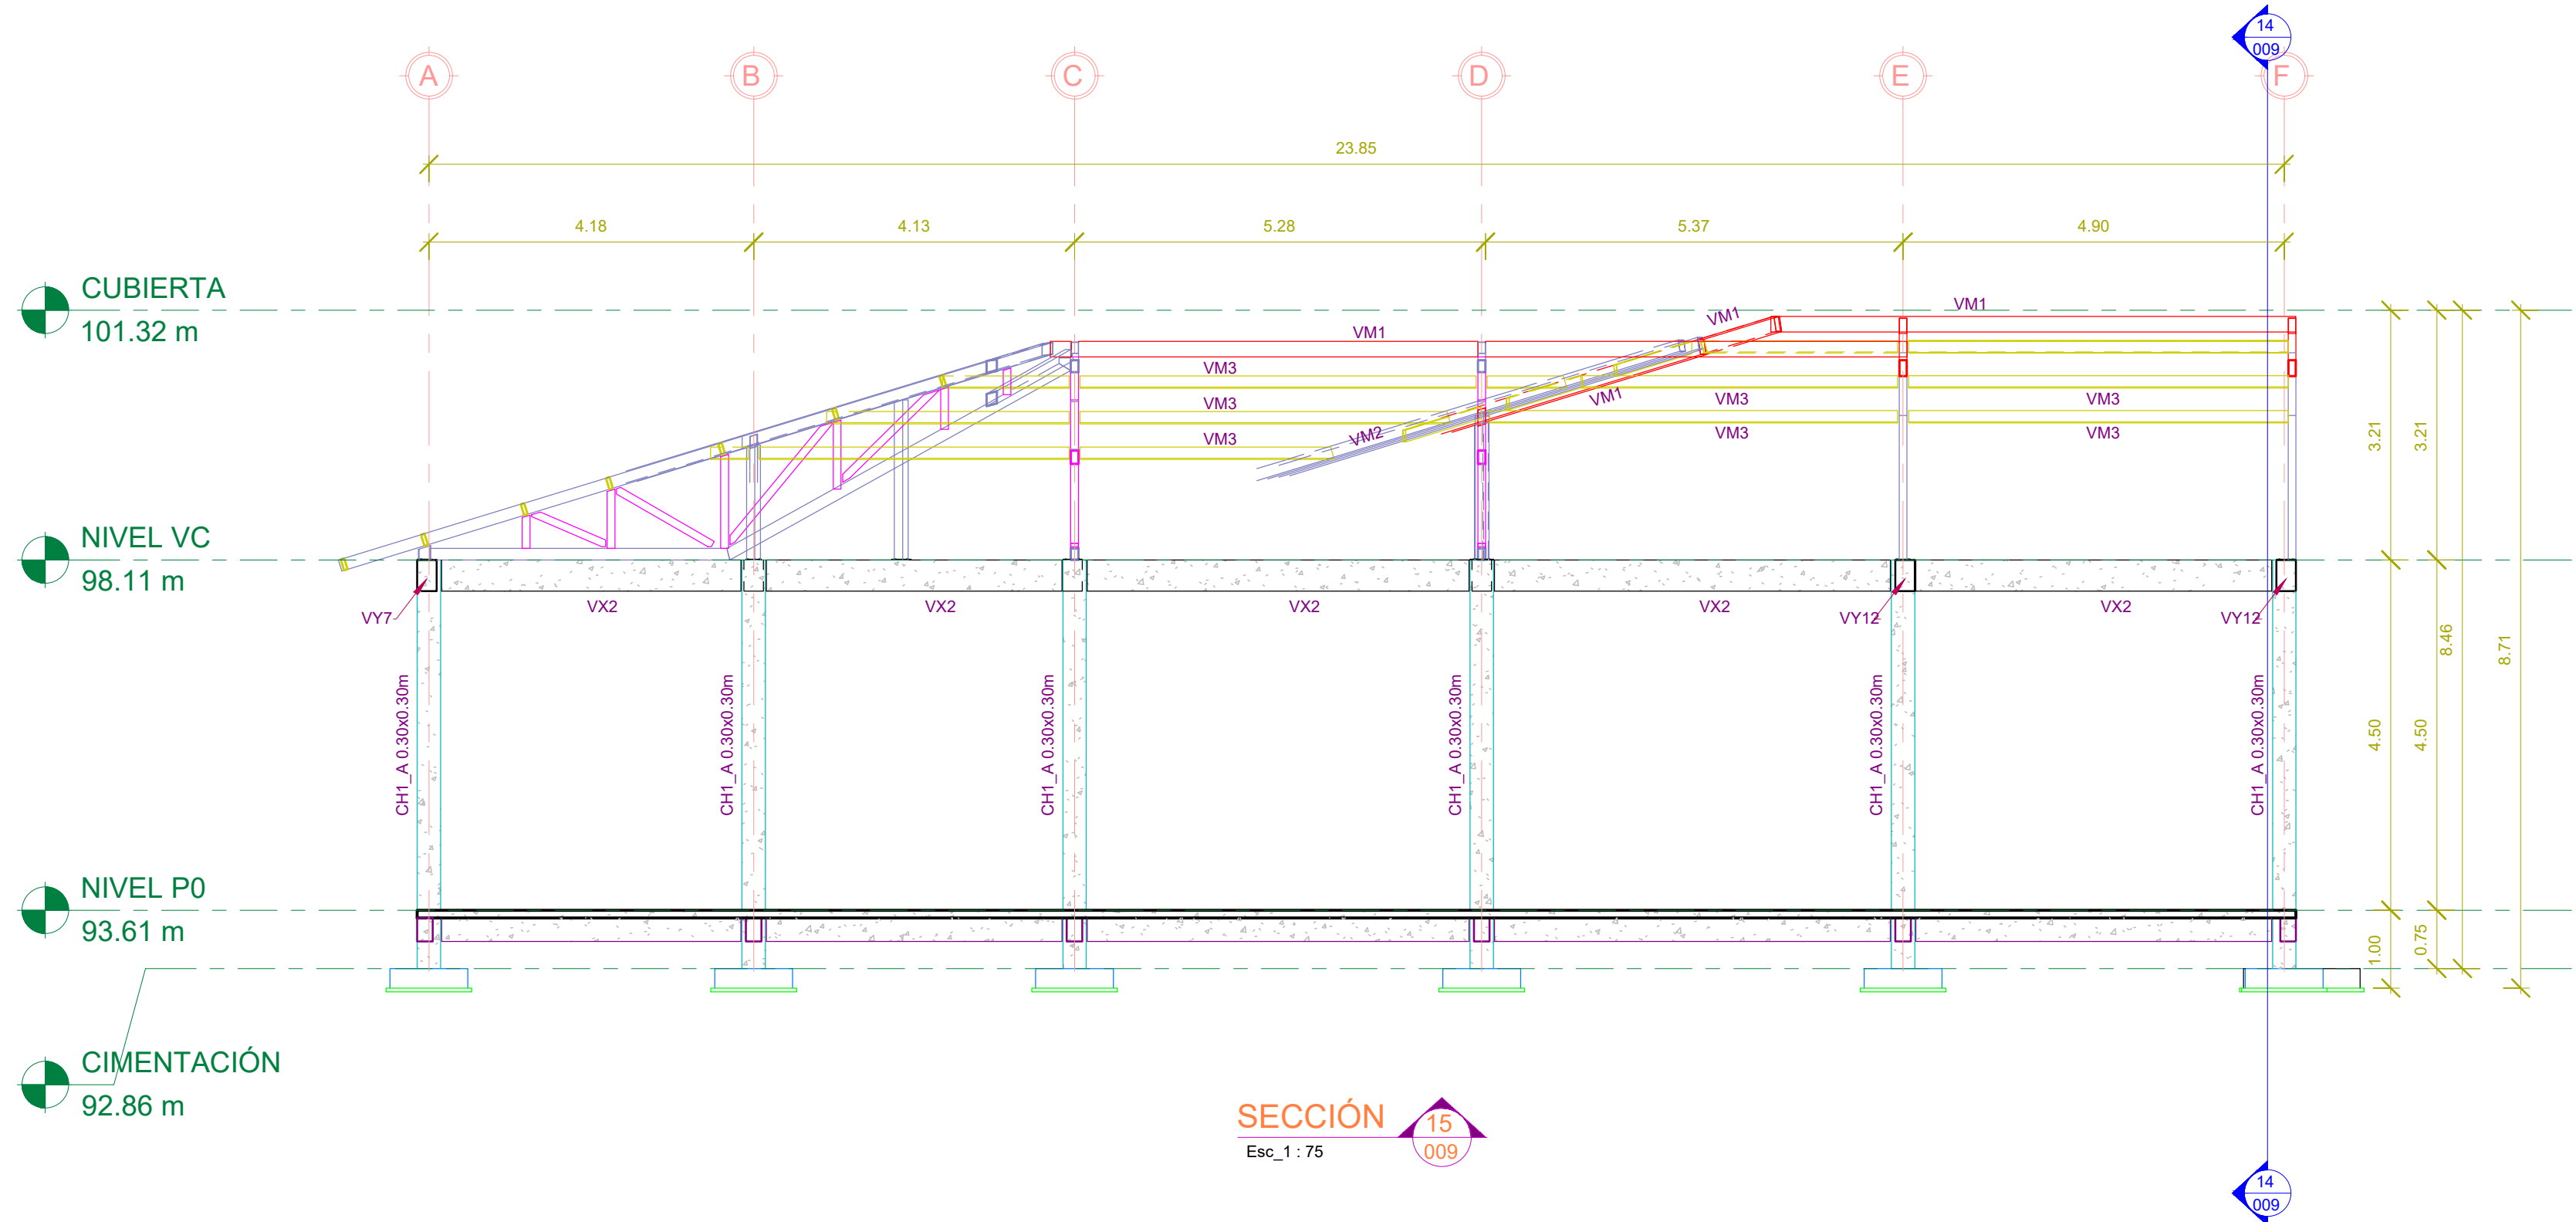 14
009
A
B
C
D
E
F
23.85
4.18
4.13
5.28
5.37
4.90
CUBIERTA
101.32 m
VM1
VM1
VM1
VM3
VM1
VM3
VM3
VM3
VM2
VM3
VM3
VM3
3.21
3.21
NIVEL VC
98.11 m
VX2
VX2
VX2
VX2
VX2
VY7
VY12
VY12
8.46
8.71
CH1_A 0.30x0.30m
CH1_A 0.30x0.30m
CH1_A 0.30x0.30m
CH1_A 0.30x0.30m
CH1_A 0.30x0.30m
CH1_A 0.30x0.30m
4.50
4.50
NIVEL P0
93.61 m
1.00
0.75
CIMENTACIÓN
92.86 m
SECCIÓN
Esc_1 : 75
15
009
14
009